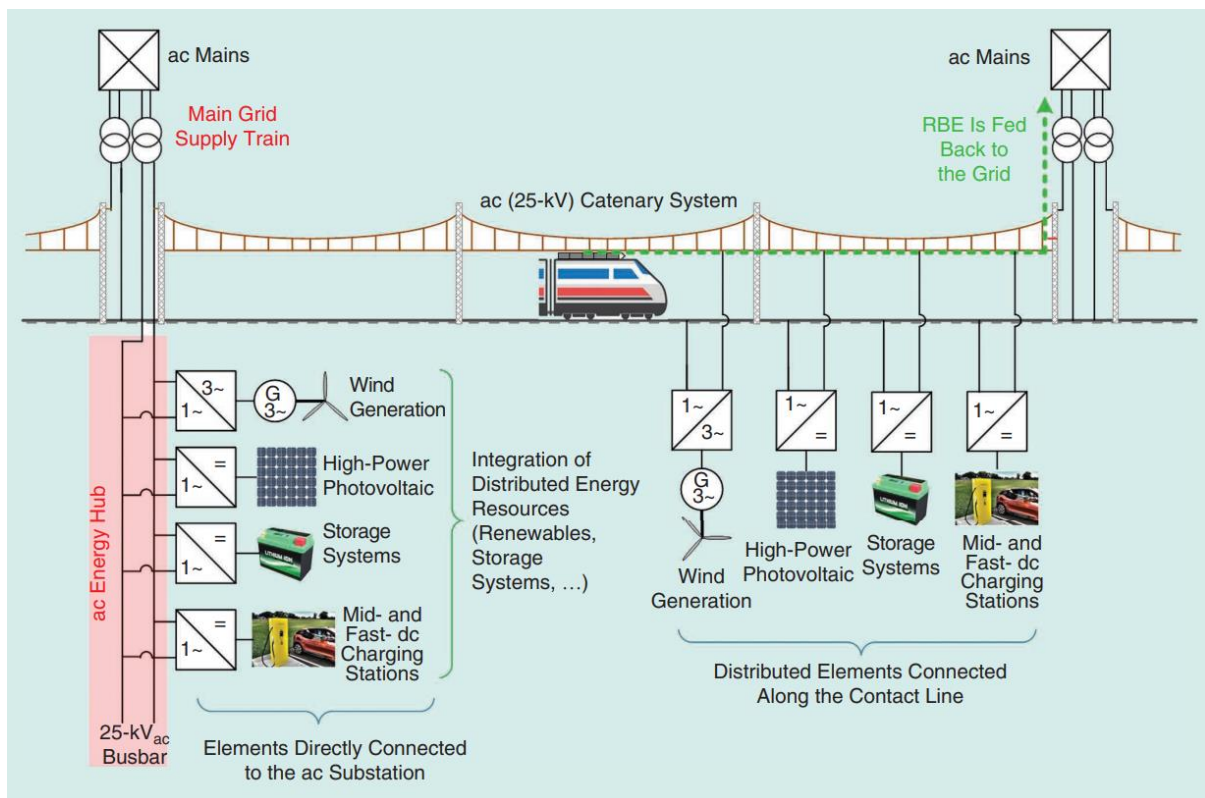 ac Mains
Main Grid
Supply Train
ac (25-kV) Catenary System
ac Mains
RBE Is Fed
Back to
the Grid
ac Energy Hub
3~
1~
G
3~
Wind
Generation
=
1~
High-Power
Photovoltaic
=
1~
LITHIUM ION
Storage
Systems
=
1~
Mid- and
Fast- dc
Charging
Stations
25-kVac
Busbar
Integration of
Distributed Energy
Resources
(Renewables,
Storage
Systems, ...)
Elements Directly Connected
to the ac Substation
1~
3~
G
3~
Wind
Generation
1~
=
High-Power
Photovoltaic
1~
=
Storage
Systems
1~
=
Mid- and
Fast- dc
Charging
Stations
Distributed Elements Connected
Along the Contact Line